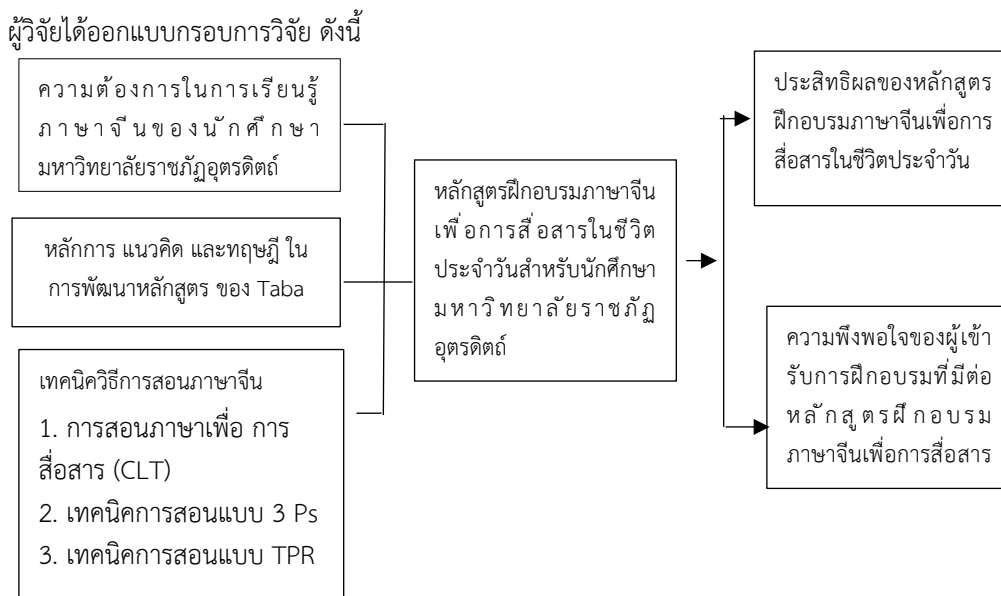 ผู้วิจัยได้ออกแบบกรอบการวิจัย ดังนี้
ความต้องการในการเรียนรู้
ภาษาจีนของนักศึกษา
มหาวิทยาลัยราชภัฏอุตรดิตถ์
หลักการ แนวคิด และทฤษฎี ใน
การพัฒนาหลักสูตร ของ Taba
เทคนิควิธีการสอนภาษาจีน
1. การสอนภาษาเพื่อ การ
สื่อสาร (CLT)
2. เทคนิคการสอนแบบ 3 Ps
3. เทคนิคการสอนแบบ TPR
หลักสูตรฝึกอบรมภาษาจีน
เพื่อการสื่อสารในชีวิต
ประจำวันสำหรับนักศึกษา
มหาวิทยาลัยราชภัฏ
อุตรดิตถ์
ประสิทธิผลของหลักสูตร
ฝึกอบรมภาษาจีนเพื่อการ
สื่อสารในชีวิตประจำวัน
ความพึงพอใจของผู้เข้า
รับการฝึกอบรมที่มีต่อ
หลักสูตรฝึกอบรม
ภาษาจีนเพื่อการสื่อสาร